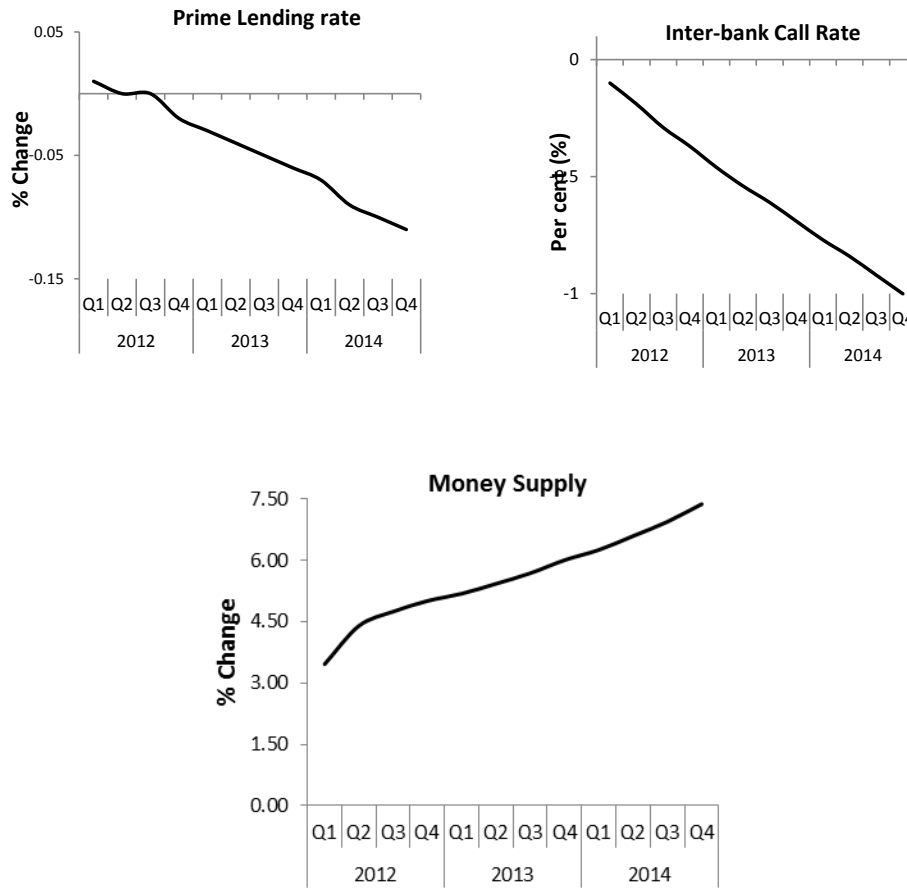 Prime Lending rate
0.05
-0.05
-0.15
% Change
Q1 Q2 Q3 Q4 Q1 Q2 Q3 Q4 Q1 Q2 Q3 Q4
2012 2013 2014
Inter-bank Call Rate
0
-1
Per cent (%)
Q1 Q2 Q3 Q4 Q1 Q2 Q3 Q4 Q1 Q2 Q3 Q4
2012 2013 2014
Money Supply
7.50
6.00
4.50
3.00
1.50
0.00
% Change
Q1 Q2 Q3 Q4 Q1 Q2 Q3 Q4 Q1 Q2 Q3 Q4
2012 2013 2014